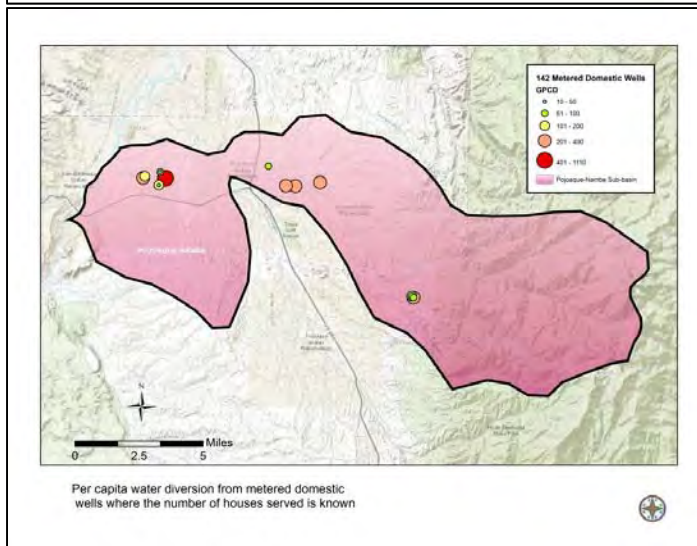 142 Metered Domestic Wells
GPCD
10 - 50
51 - 100
101 - 200
201 - 400
401 - 1110
Pojoaque-Nambe Sub-basin
N
Miles
0 2.5 5
Per capita water diversion from metered domestic
wells where the number of houses served is known